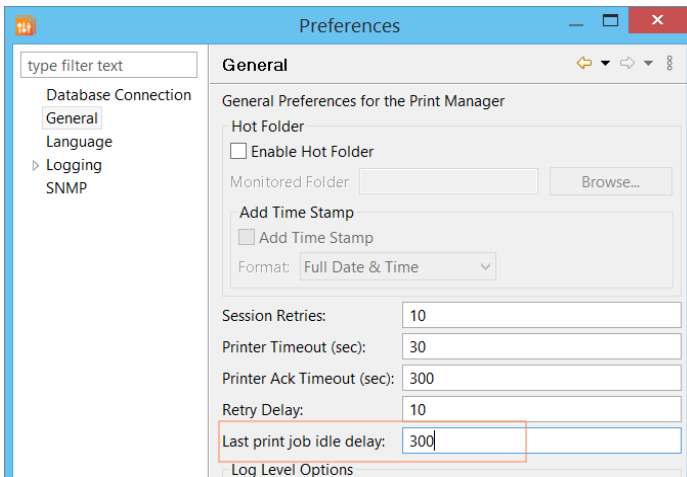 Preferences
type filter text
General
Database Connection
General
Language
Logging
SNMP
General Preferences for the Print Manager
Hot Folder
Enable Hot Folder
Monitored Folder
Browse...
Add Time Stamp
Add Time Stamp
Format: Full Date & Time
Session Retries: 10
Printer Timeout (sec): 30
Printer Ack Timeout (sec): 300
Retry Delay: 10
Last print job idle delay: 300
Log Level Options